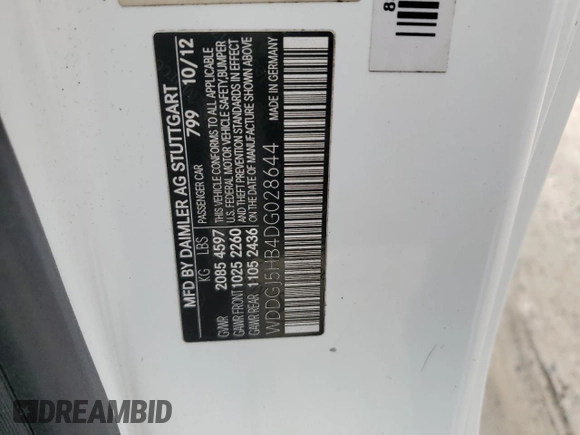 MFD BY DAIMLER AG STUTTGART
PASSENGER CAR 799 10/12
KG LBS
GVWR 2085 4597
GAWR FRONT 1025 2260
GAWR REAR 1105 2436
THIS VEHICLE CONFORMS TO ALL APPLICABLE
U.S. FEDERAL MOTOR VEHICLE SAFETY, BUMPER
AND THEFT PREVENTION STANDARDS IN EFFECT
ON THE DATE OF MANUFACTURE SHOWN ABOVE
WDDGJ5HB4DG028644 MADE IN GERMANY
8
DREAMBID